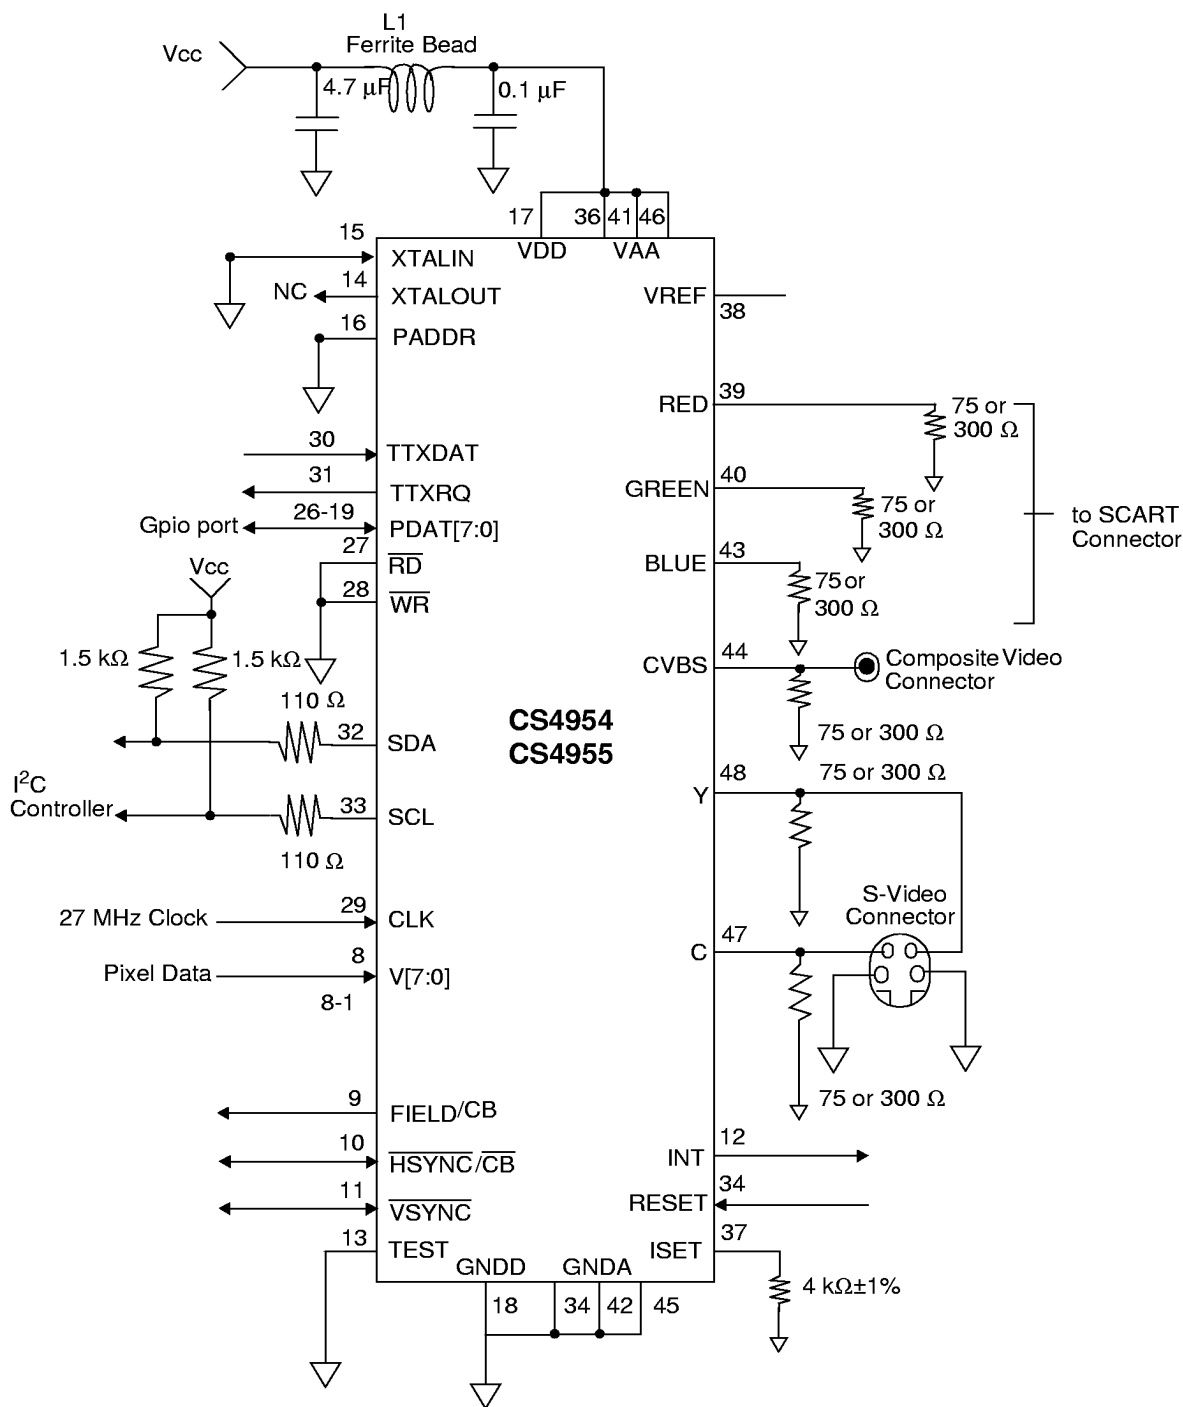 L1
Ferrite Bead
Vcc
4.7 µF
0.1 µF
17
36
41
46
VDD
VAA
15
XTALIN
NC
14
XTALOUT
16
PADDR
VREF
38
RED
39
75 or
300 Ω
30
TTXDAT
31
TTXRQ
GREEN
40
75 or
300 Ω
to SCART
Connector
Gpio port
26-19
PDAT[7:0]
27
RD
28
WR
BLUE
43
75 or
300 Ω
Vcc
1.5 kΩ
1.5 kΩ
CVBS
44
Composite Video
Connector
75 or 300 Ω
110 Ω
32
SDA
CS4954
CS4955
I²C
Controller
33
SCL
110 Ω
48
Y
75 or 300 Ω
S-Video
Connector
27 MHz Clock
29
CLK
47
C
Pixel Data
8
V[7:0]
8-1
75 or 300 Ω
9
FIELD/CB
10
HSYNC/CB
11
VSYNC
13
TEST
12
INT
34
RESET
37
ISET
4 kΩ±1%
GNDD
GNDA
18
34
42
45